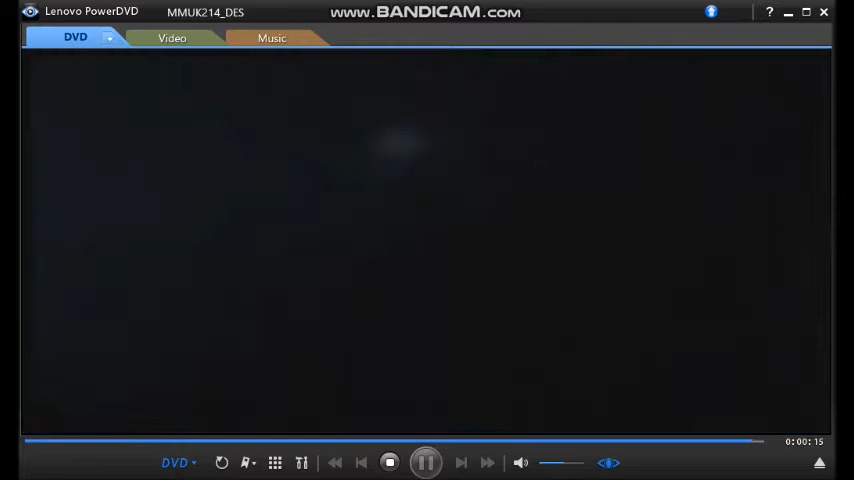 Lenovo PowerDVD
MMUK214_DES
www.BANDICAM.com
?
DVD
Video
Music
0:00:15
DVD